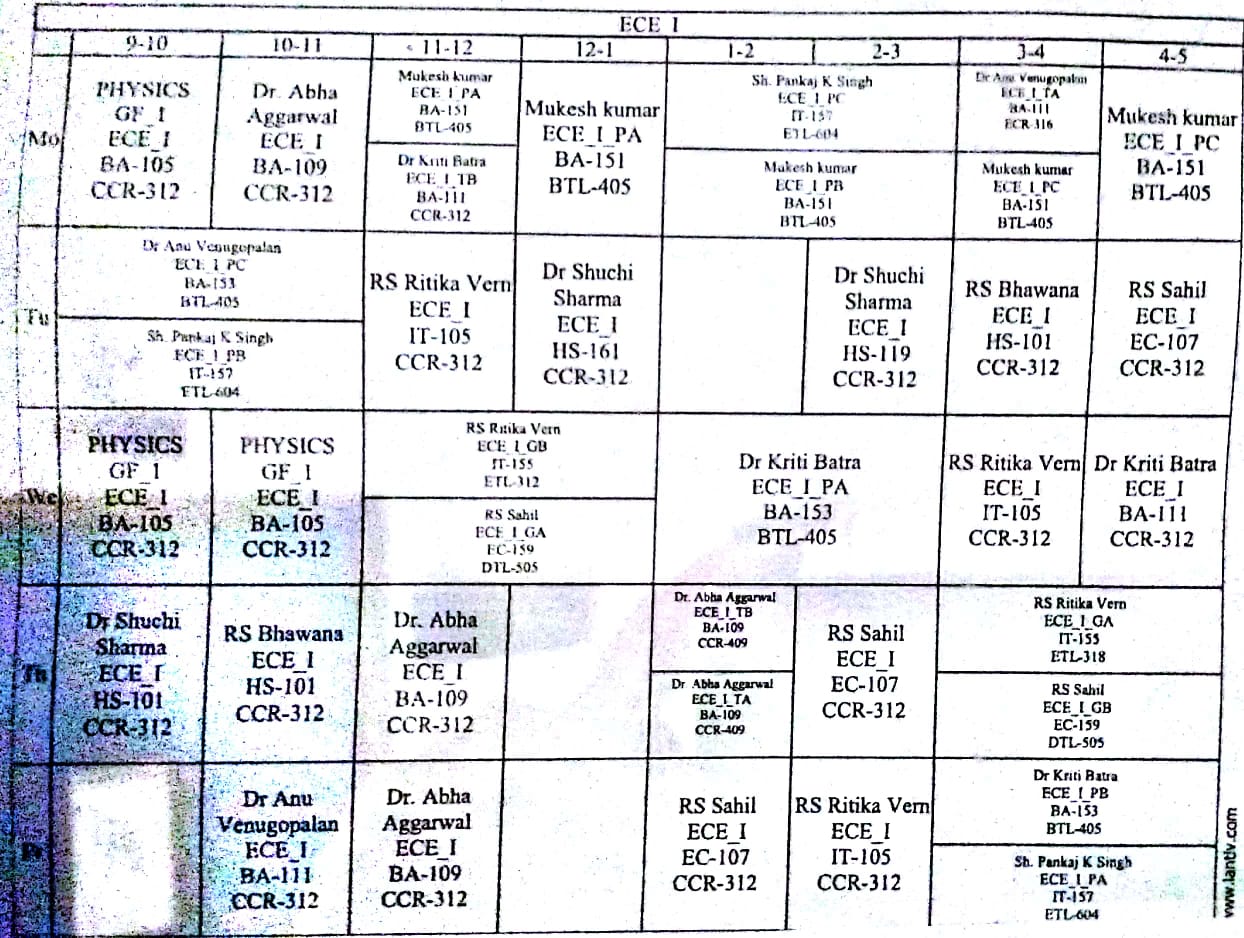 ECE_I
9-10 10-11 11-12 12-1 1-2 2-3 3-4 4-5
Mo
PHYSICS
GF_I
ECE_I
BA-105
CCR-312
Dr. Abha
Aggarwal
ECE_I
BA-109
CCR-312
Mukesh kumar
ECE_I_PA
BA-151
BTL-405
Dr Kriti Batra
ECE_I_TB
BA-111
CCR-312
Mukesh kumar
ECE_I_PA
BA-151
BTL-405
Sh. Pankaj K Singh
ECE_I_PC
IT-157
ETL-604
Mukesh kumar
ECE_I_PB
BA-151
BTL-405
Dr Anu Venugopalan
ECE_I_TA
BA-111
ECR-316
Mukesh kumar
ECE_I_PC
BA-151
BTL-405
Mukesh kumar
ECE_I_PC
BA-151
BTL-405
Tu
Dr Anu Venugopalan
ECE_I_PC
BA-153
BTL-405
Sh. Pankaj K Singh
ECE_I_PB
IT-157
ETL-604
RS Ritika Vern
ECE_I
IT-105
CCR-312
Dr Shuchi
Sharma
ECE_I
HS-161
CCR-312
Dr Shuchi
Sharma
ECE_I
HS-119
CCR-312
RS Bhawana
ECE_I
HS-101
CCR-312
RS Sahil
ECE_I
EC-107
CCR-312
We
PHYSICS
GF_I
ECE_I
BA-105
CCR-312
PHYSICS
GF_I
ECE_I
BA-105
CCR-312
RS Ritika Vern
ECE_I_GB
IT-155
ETL-312
RS Sahil
ECE_I_GA
EC-159
DTL-505
Dr Kriti Batra
ECE_I_PA
BA-153
BTL-405
RS Ritika Vern
ECE_I
IT-105
CCR-312
Dr Kriti Batra
ECE_I
BA-111
CCR-312
Th
Dr Shuchi
Sharma
ECE_I
HS-101
CCR-312
RS Bhawana
ECE_I
HS-101
CCR-312
Dr. Abha
Aggarwal
ECE_I
BA-109
CCR-312
Dr. Abha Aggarwal
ECE_I_TB
BA-109
CCR-409
Dr. Abha Aggarwal
ECE_I_TA
BA-109
CCR-409
RS Sahil
ECE_I
EC-107
CCR-312
RS Ritika Vern
ECE_I_GA
IT-155
ETL-318
RS Sahil
ECE_I_GB
EC-159
DTL-505
Dr Anu
Venugopalan
ECE_I
BA-111
CCR-312
Dr. Abha
Aggarwal
ECE_I
BA-109
CCR-312
RS Sahil
ECE_I
EC-107
CCR-312
RS Ritika Vern
ECE_I
IT-105
CCR-312
Dr Kriti Batra
ECE_I_PB
BA-153
BTL-405
Sh. Pankaj K Singh
ECE_I_PA
IT-157
ETL-604